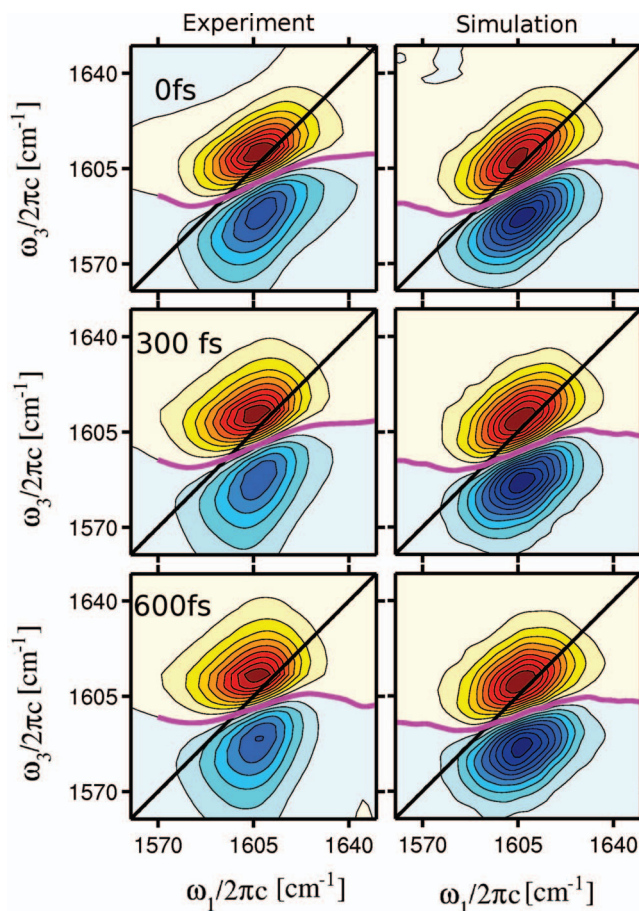 Experiment Simulation
0fs
1640
1605
1570
ω₃/2πc [cm⁻¹]
300 fs
1640
1605
1570
ω₃/2πc [cm⁻¹]
600fs
1640
1605
1570
ω₃/2πc [cm⁻¹]
1570 1605 1640 1570 1605 1640
ω₁/2πc [cm⁻¹] ω₁/2πc [cm⁻¹]